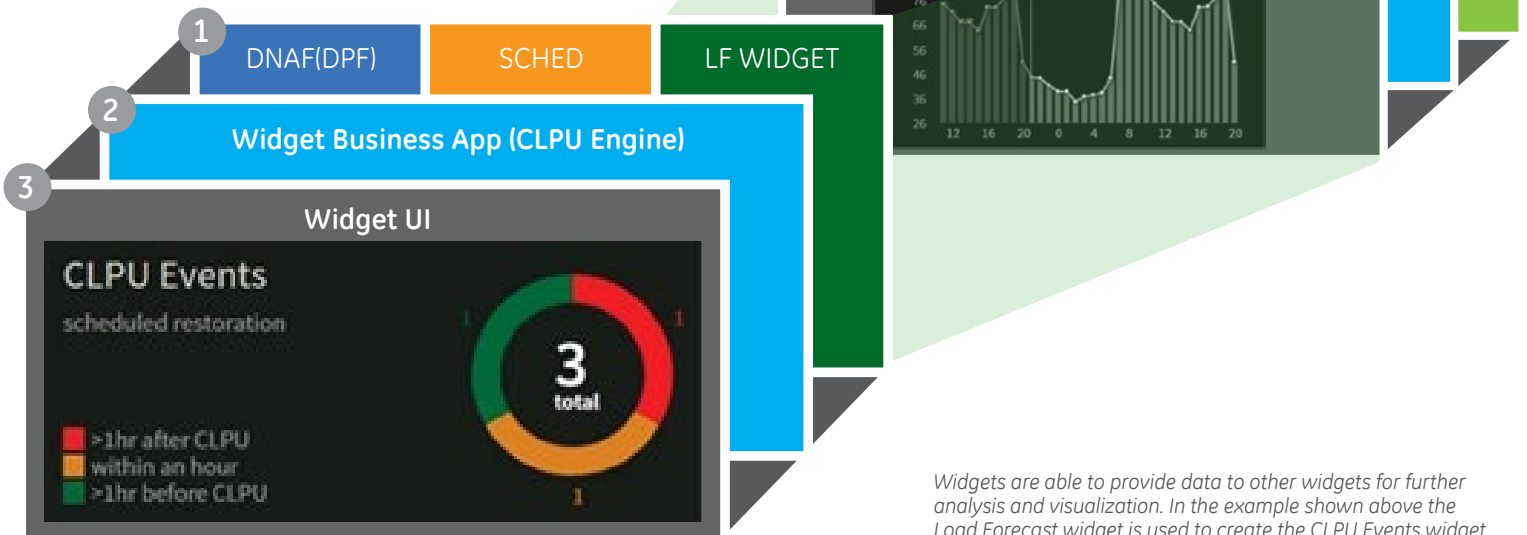 1
DNAF(DPF)
SCHED
LF WIDGET
2
Widget Business App (CLPU Engine)
3
Widget UI
CLPU Events
scheduled restoration
1
1
3
total
1
>1hr after CLPU
within an hour
>1hr before CLPU
76
66
56
46
36
26
12 16 20 0 4 8 12 16 20
Widgets are able to provide data to other widgets for further
analysis and visualization. In the example shown above the
Load Forecast widget is used to create the CLPU Events widget